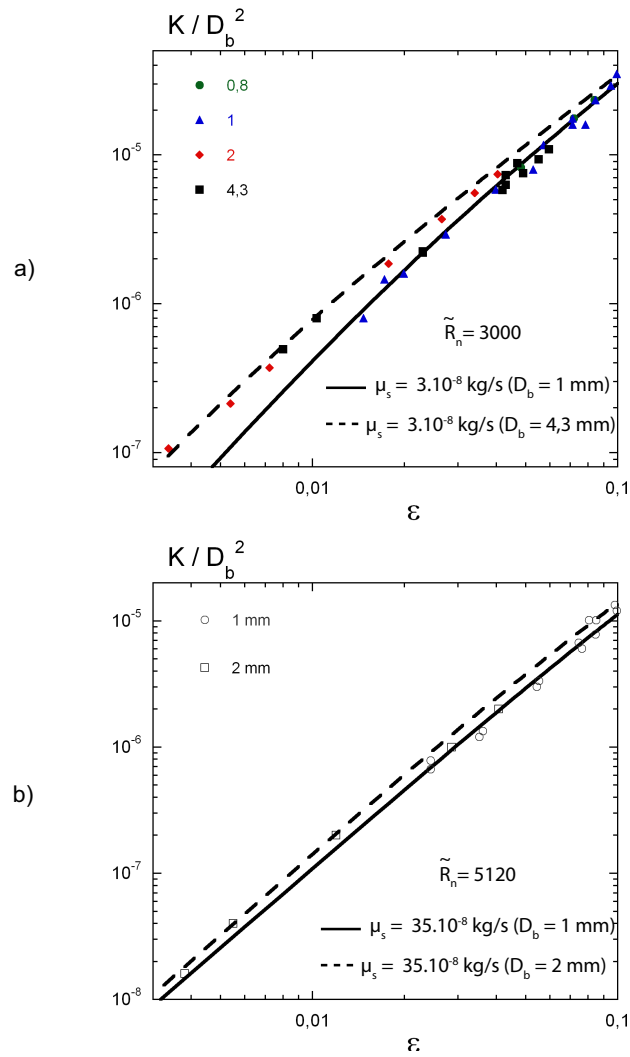 a)
K / D_b^2
10^-5
10^-6
10^-7
0,01
0,1
ε
0,8
1
2
4,3
R̃_n = 3000
μ_s = 3.10^-8 kg/s (D_b = 1 mm)
μ_s = 3.10^-8 kg/s (D_b = 4,3 mm)
b)
K / D_b^2
10^-5
10^-6
10^-7
10^-8
0,01
0,1
ε
1 mm
2 mm
R̃_n = 5120
μ_s = 35.10^-8 kg/s (D_b = 1 mm)
μ_s = 35.10^-8 kg/s (D_b = 2 mm)